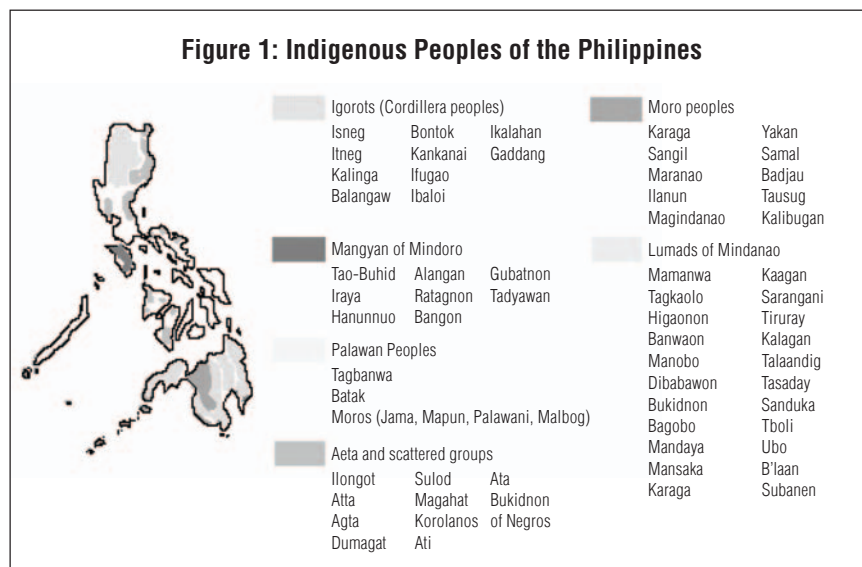 Figure 1: Indigenous Peoples of the Philippines
Igorots (Cordillera peoples)
Isneg Bontok Ikalahan
Itneg Kankanai Gaddang
Kalinga Ifugao
Balangaw Ibaloi
Mangyan of Mindoro
Tao-Buhid Alangan Gubatnon
Iraya Ratagnon Tadyawan
Hanunnuo Bangon
Palawan Peoples
Tagbanwa
Batak
Moros (Jama, Mapun, Palawani, Malbog)
Aeta and scattered groups
Ilongot Sulod Ata
Atta Magahat Bukidnon
Agta Korolanos of Negros
Dumagat Ati
Moro peoples
Karaga Yakan
Sangil Samal
Maranao Badjau
Ilanun Tausug
Magindanao Kalibugan
Lumads of Mindanao
Mamanwa Kaagan
Tagkaolo Sarangani
Higaonon Tiruray
Banwaon Kalagan
Manobo Talaandig
Dibabawon Tasaday
Bukidnon Sanduka
Bagobo Tboli
Mandaya Ubo
Mansaka B'laan
Karaga Subanen